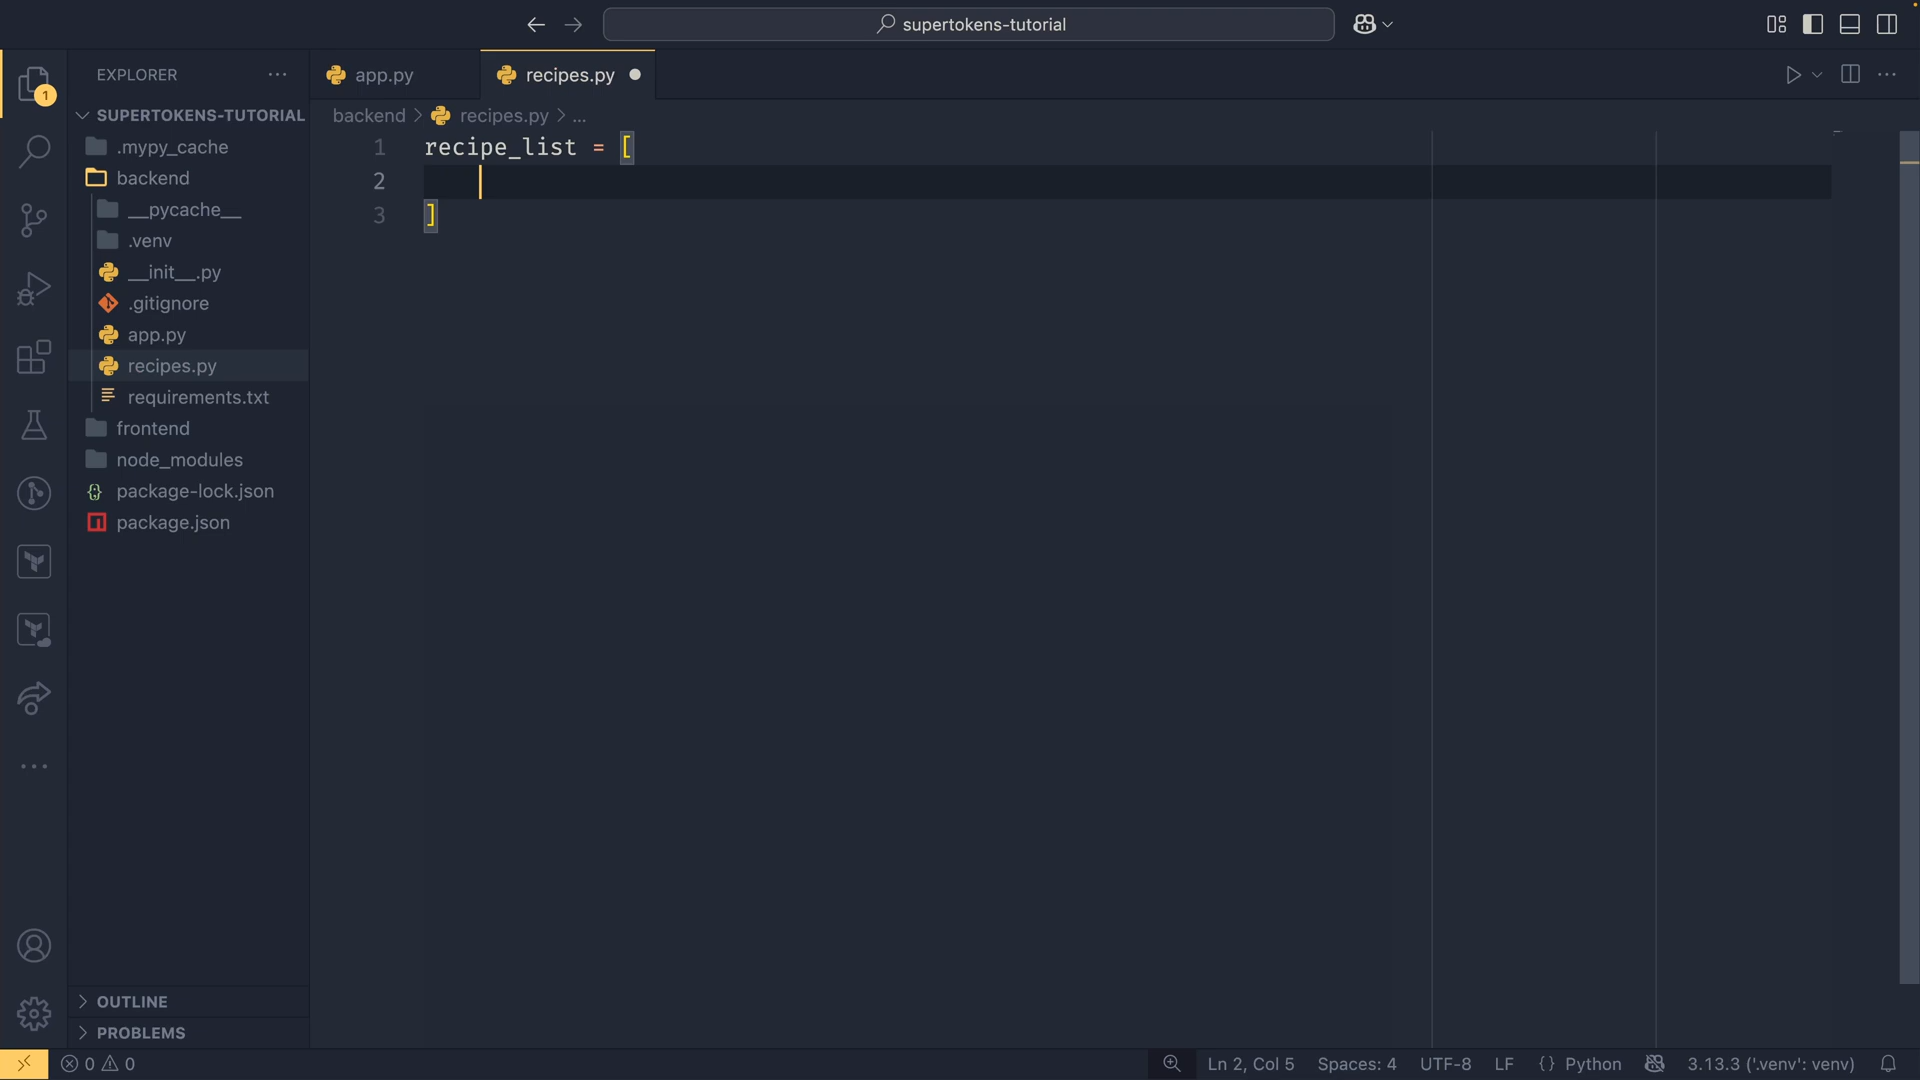 supertokens-tutorial
EXPLORER
app.py
recipes.py
1
SUPERTOKENS-TUTORIAL
backend > recipes.py > ...
.mypy_cache
backend
__pycache__
.venv
__init__.py
.gitignore
app.py
recipes.py
requirements.txt
frontend
node_modules
package-lock.json
package.json
1 recipe_list = [
2
3 ]
OUTLINE
PROBLEMS
0 0
Ln 2, Col 5 Spaces: 4 UTF-8 LF {} Python 3.13.3 ('.venv': venv)